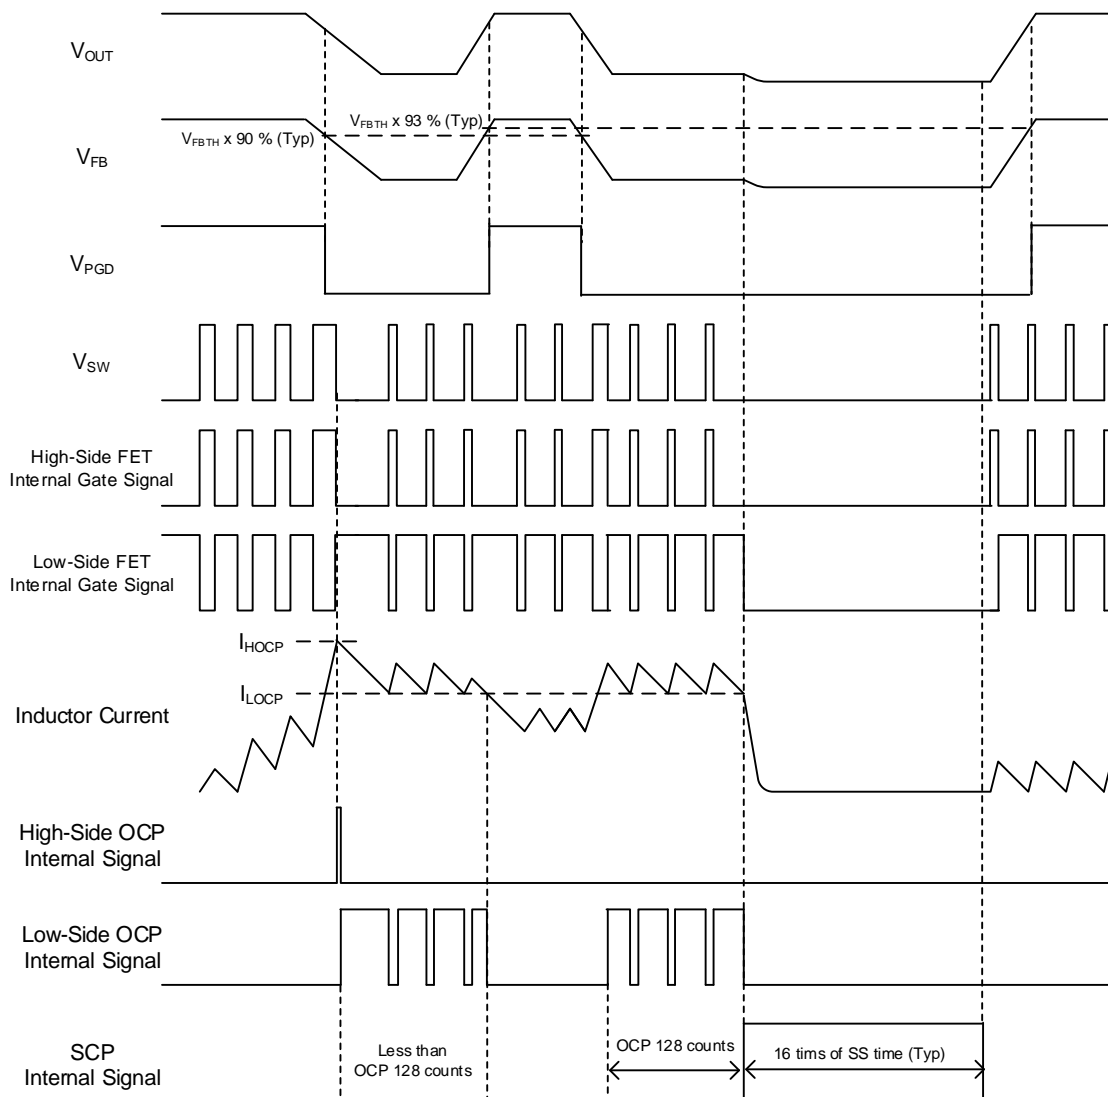 VOUT
VFBTH x 93 % (Typ)
VFBTH x 90 % (Typ)
VFB
VPGD
VSW
High-Side FET
Internal Gate Signal
Low-Side FET
Internal Gate Signal
IHOCP
ILOCP
Inductor Current
High-Side OCP
Internal Signal
Low-Side OCP
Internal Signal
SCP
Internal Signal
Less than
OCP 128 counts
OCP 128 counts
16 tims of SS time (Typ)